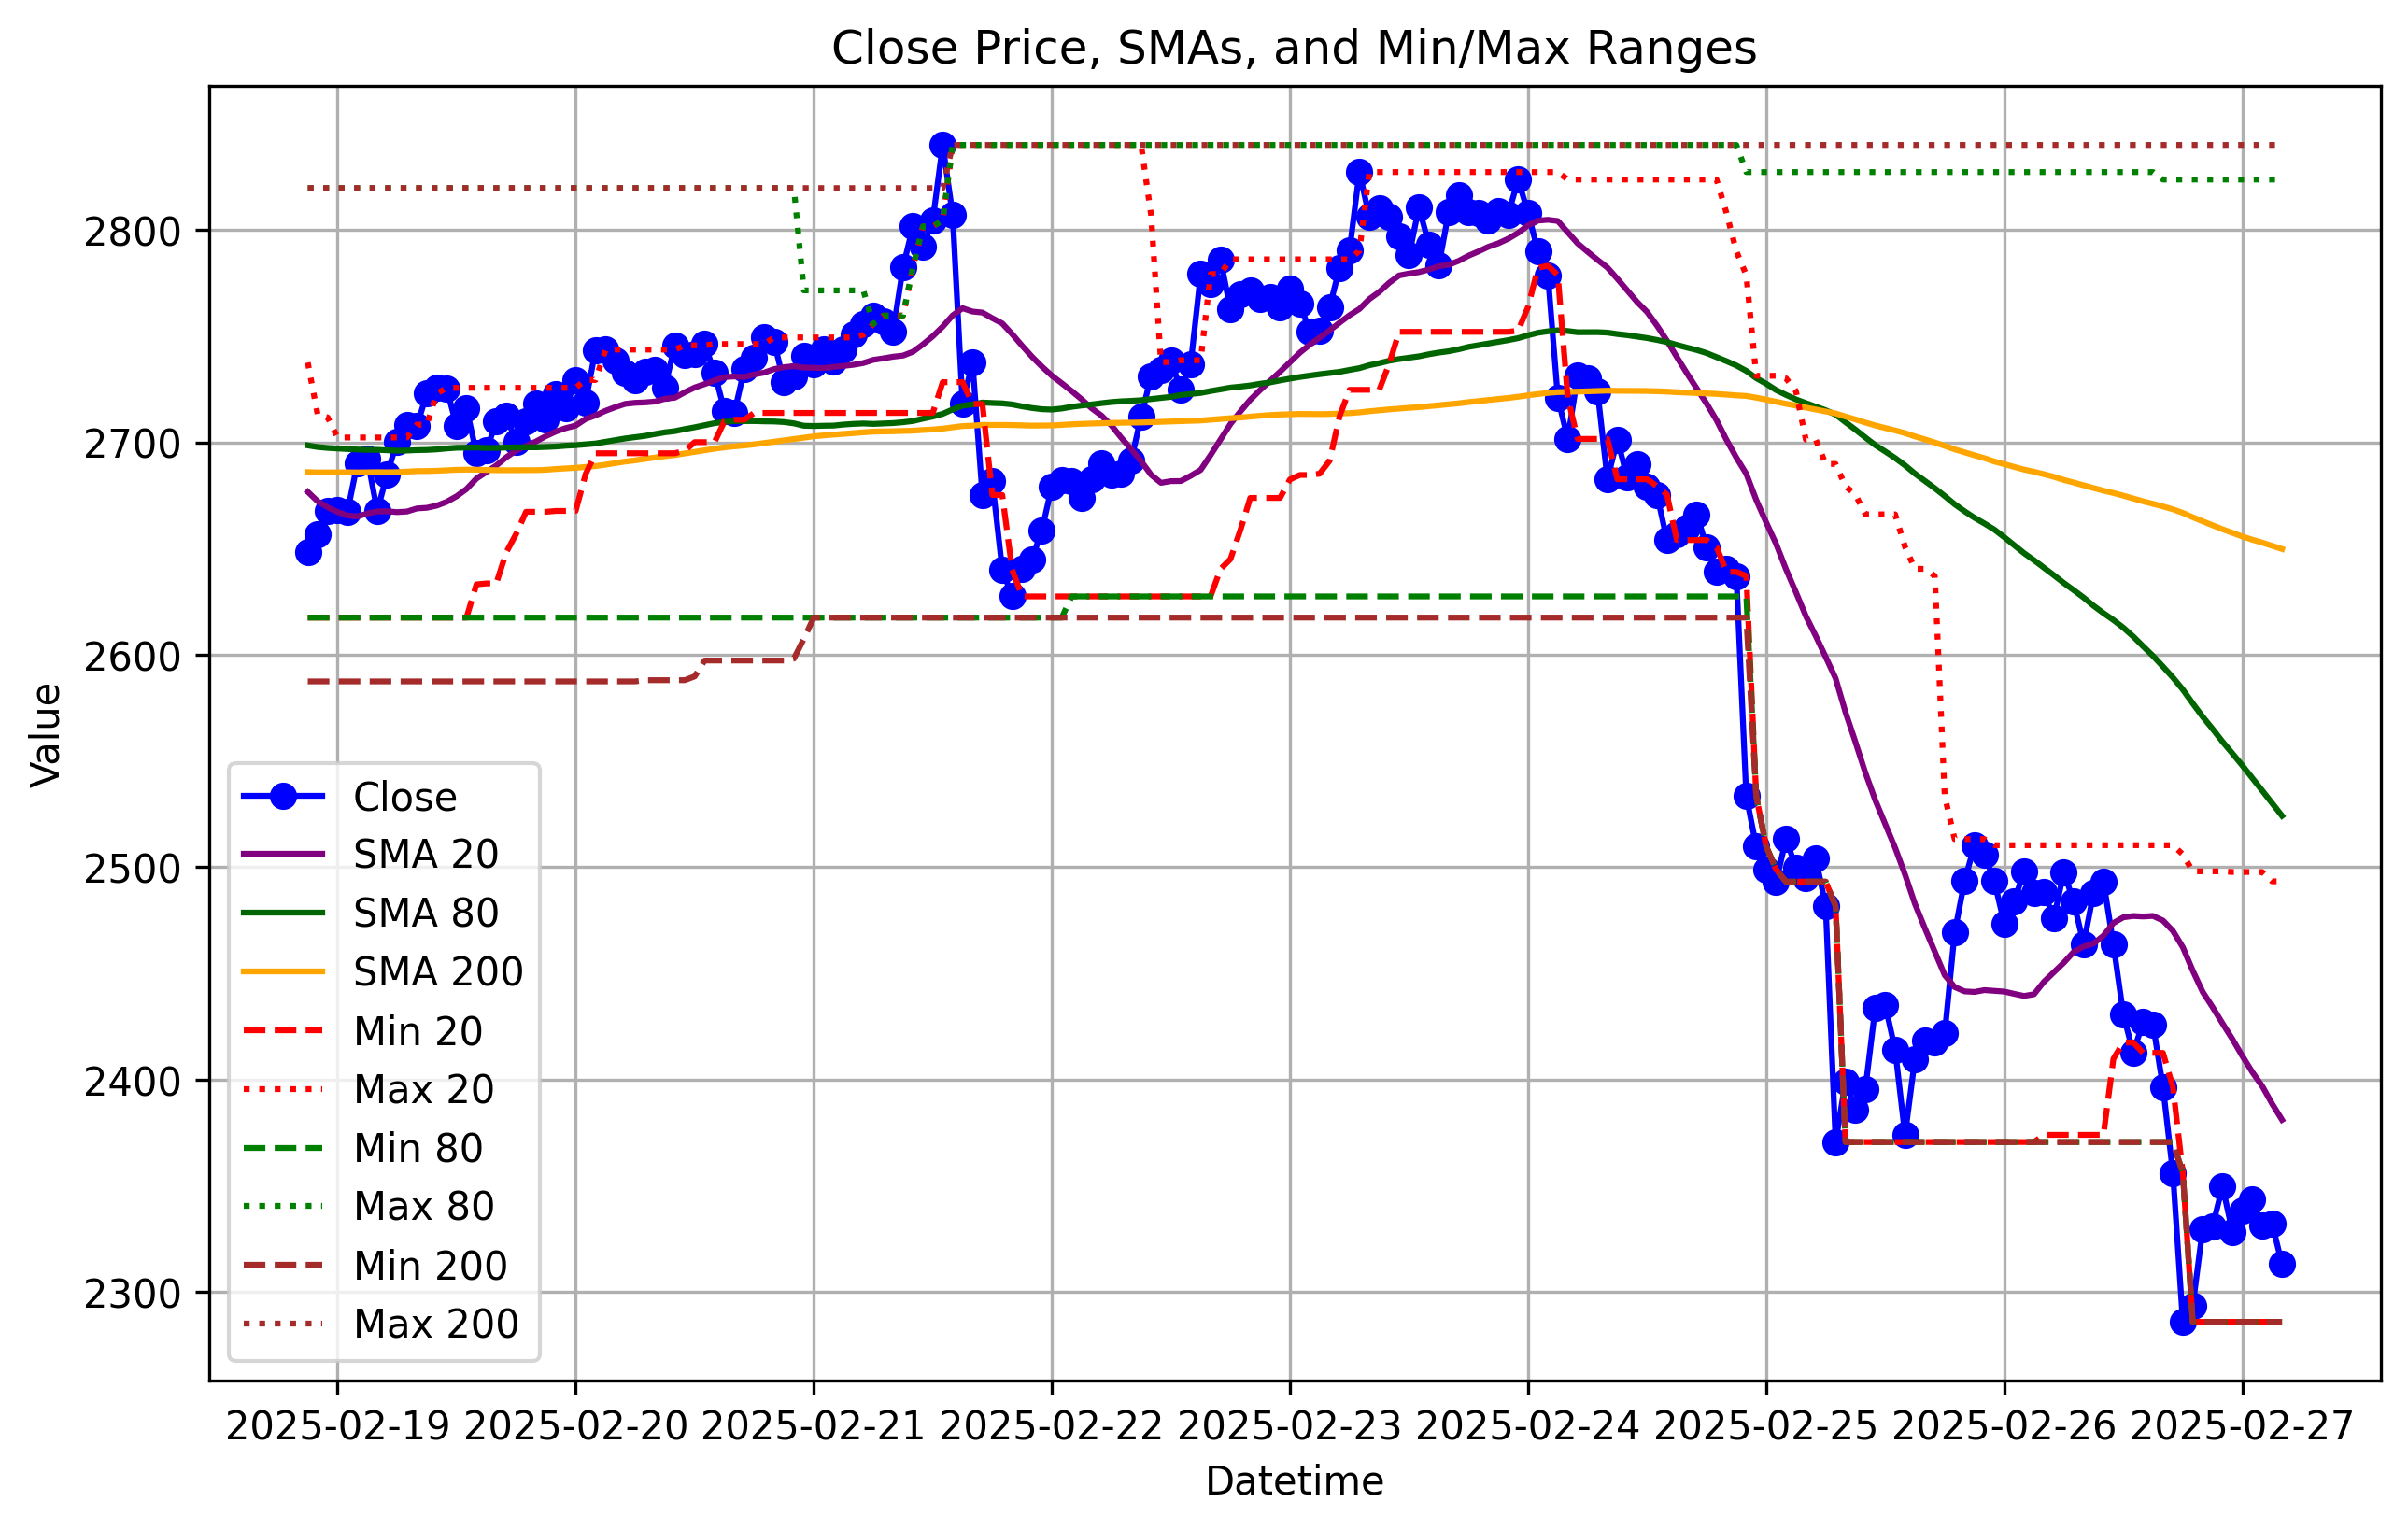 Close Price, SMAs, and Min/Max Ranges
Value
2800
2700
2600
2500
2400
2300
Close
SMA 20
SMA 80
SMA 200
Min 20
Max 20
Min 80
Max 80
Min 200
Max 200
2025-02-19 2025-02-20 2025-02-21 2025-02-22 2025-02-23 2025-02-24 2025-02-25 2025-02-26 2025-02-27
Datetime